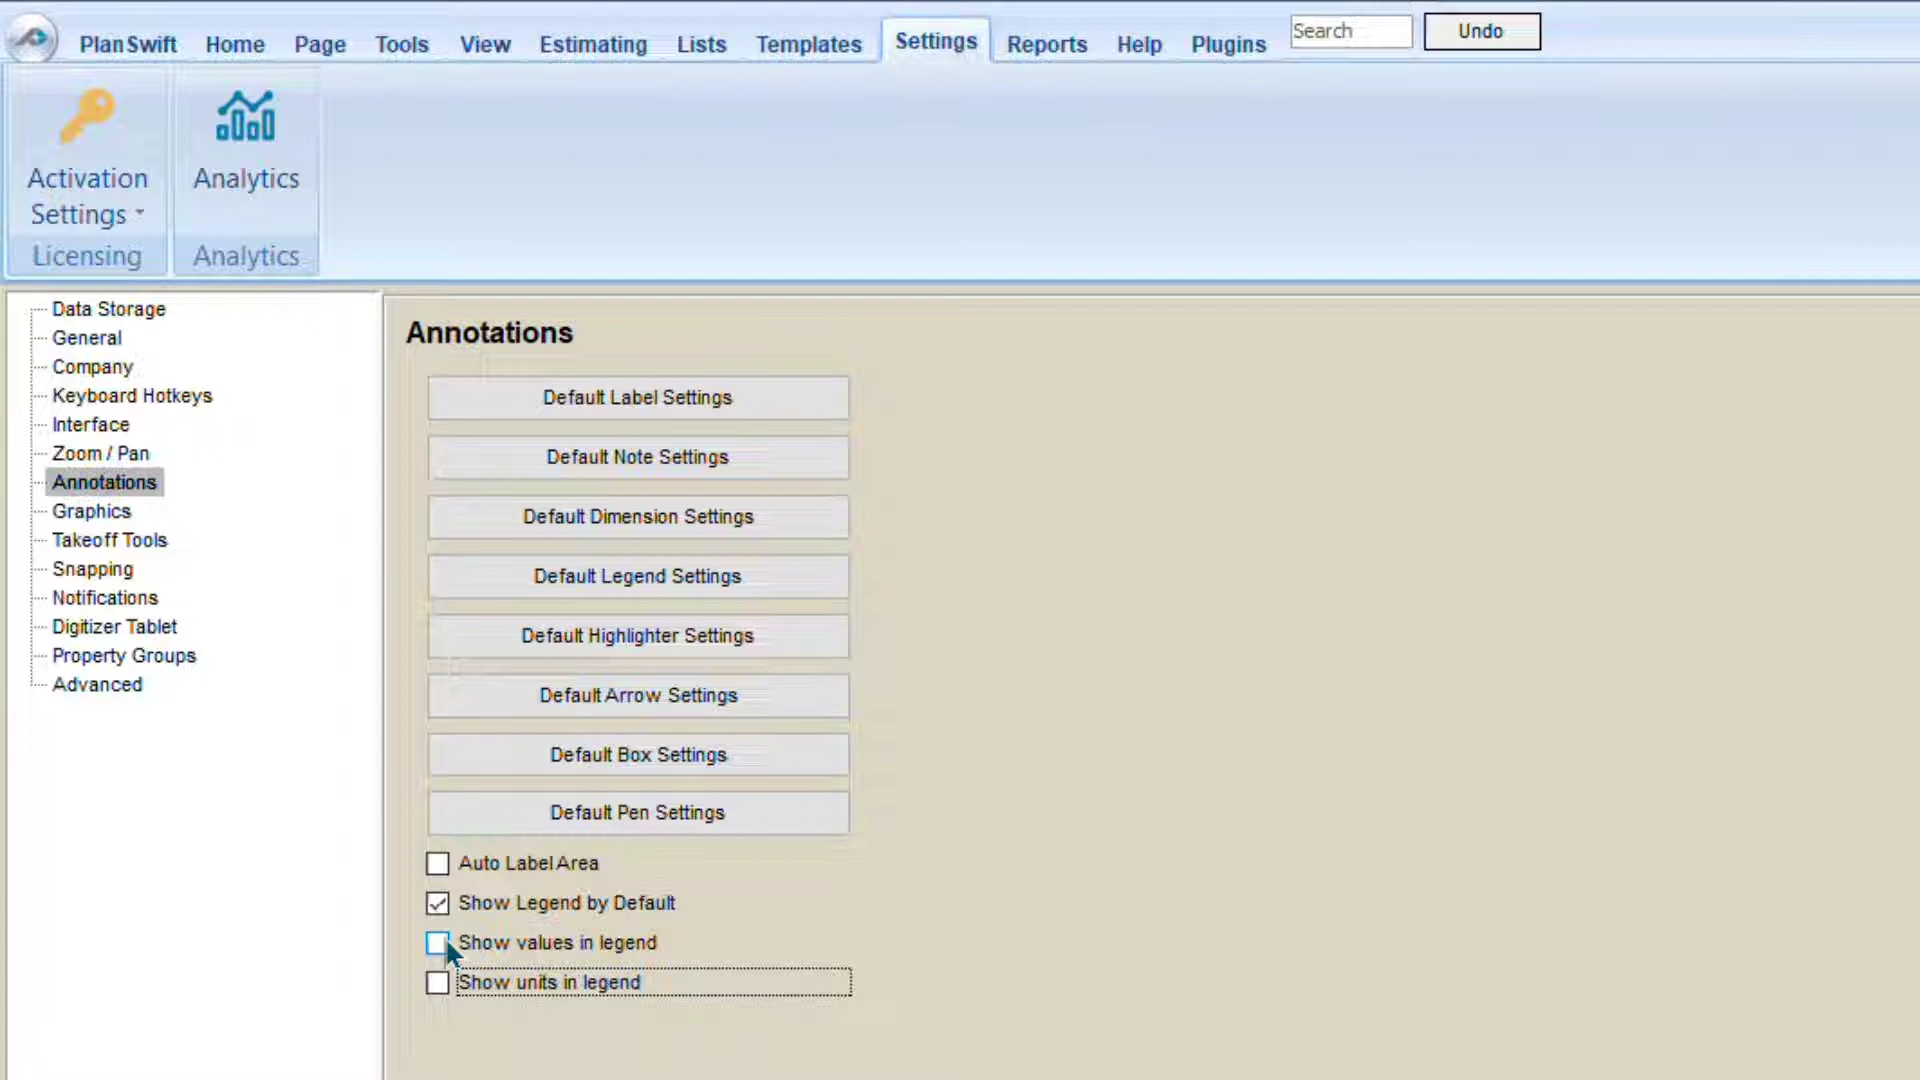 PlanSwift Home Page Tools View Estimating Lists Templates Settings Reports Help Plugins Search Undo
Activation
Settings
Licensing
Analytics
Analytics
Data Storage
General
Company
Keyboard Hotkeys
Interface
Zoom / Pan
Annotations
Graphics
Takeoff Tools
Snapping
Notifications
Digitizer Tablet
Property Groups
Advanced
Annotations
Default Label Settings
Default Note Settings
Default Dimension Settings
Default Legend Settings
Default Highlighter Settings
Default Arrow Settings
Default Box Settings
Default Pen Settings
Auto Label Area
Show Legend by Default
Show values in legend
Show units in legend